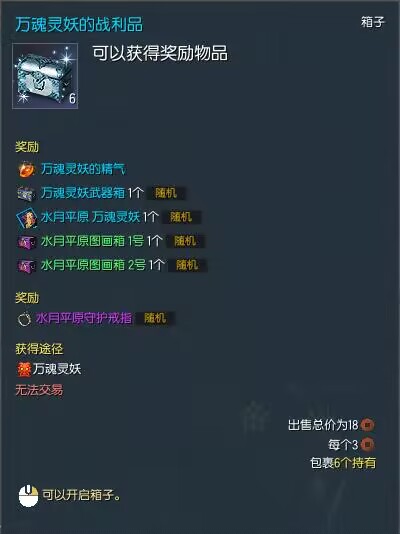 万魂灵妖的战利品 箱子
可以获得奖励物品
6
奖励
万魂灵妖的精气
万魂灵妖武器箱 1个 随机
水月平原 万魂灵妖 1个 随机
水月平原图画箱 1号 1个 随机
水月平原图画箱 2号 1个 随机
奖励
水月平原守护戒指 随机
获得途径
万魂灵妖
无法交易
出售总价为18
每个3
包裹6个持有
可以开启箱子。